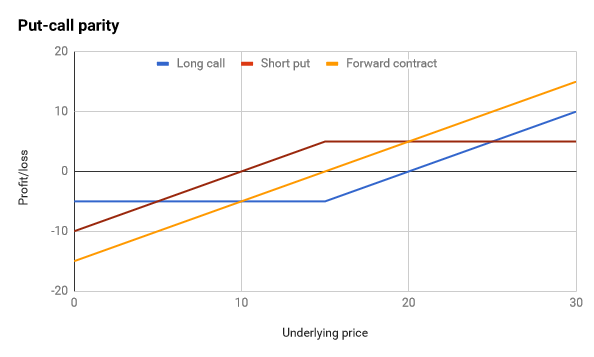 Put-call parity
Long call Short put Forward contract
Profit/loss
20
10
0
-10
-20
0 10 20 30
Underlying price